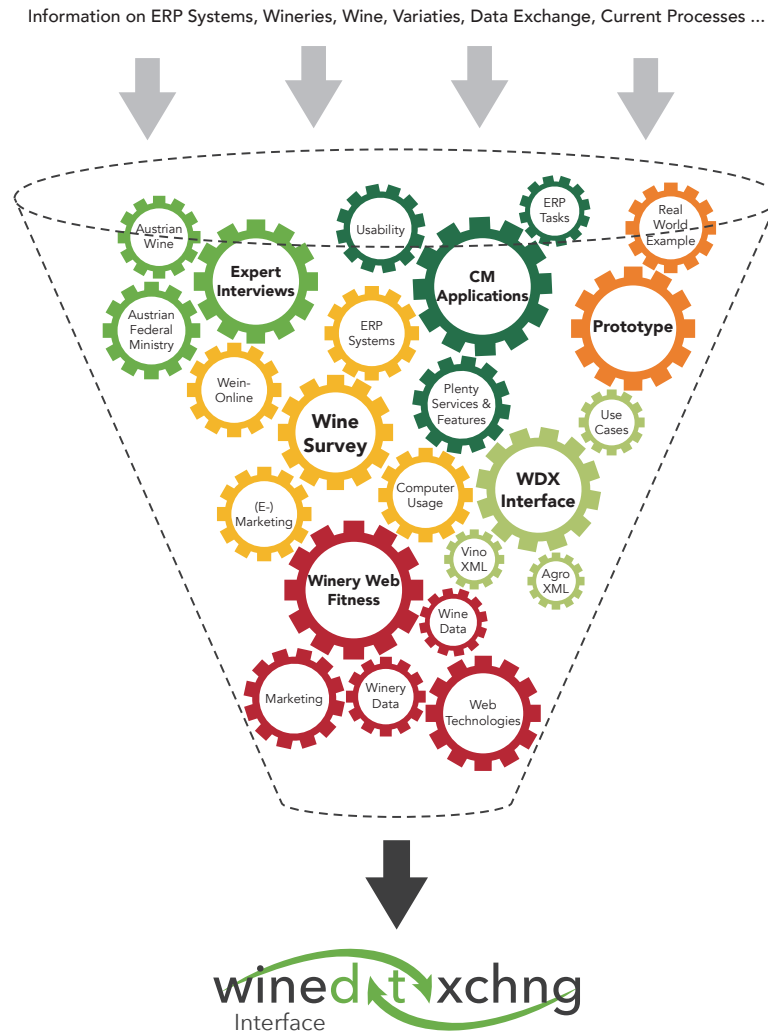 Information on ERP Systems, Wineries, Wine, Variaties, Data Exchange, Current Processes ...
Austrian
Wine
Expert
Interviews
Austrian
Federal
Ministry
Usability
ERP
Tasks
CM
Applications
Plenty
Services &
Features
Real
World
Example
Prototype
Wein-
Online
ERP
Systems
Wine
Survey
(E-)
Marketing
Computer
Usage
Use
Cases
WDX
Interface
Vino
XML
Agro
XML
Winery Web
Fitness
Wine
Data
Marketing
Winery
Data
Web
Technologies
winedataxchng
Interface